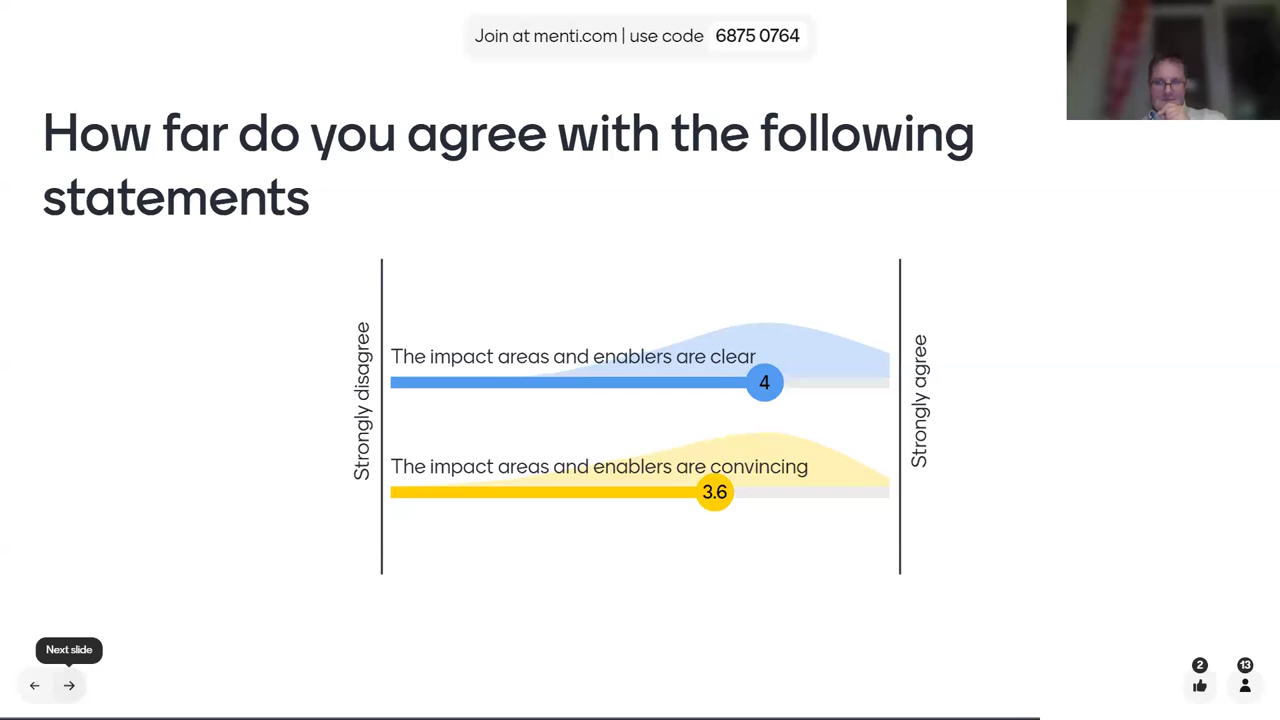 Join at menti.com | use code 6875 0764
How far do you agree with the following
statements
Strongly disagree
The impact areas and enablers are clear
4
The impact areas and enablers are convincing
3.6
Strongly agree
Next slide
2
13